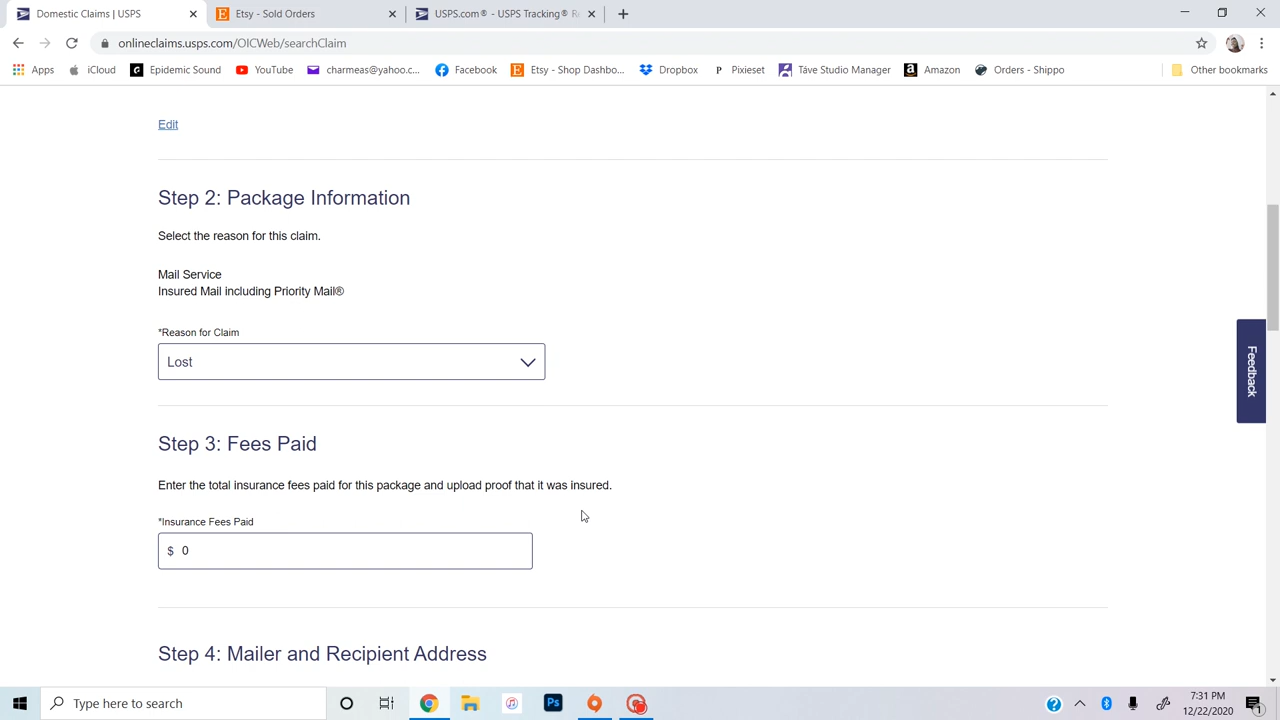 Domestic Claims | USPS
Etsy - Sold Orders
USPS.com® - USPS Tracking® Re
onlineclaims.usps.com/OICWeb/searchClaim
Apps iCloud Epidemic Sound YouTube charmeas@yahoo.c... Facebook Etsy - Shop Dashbo... Dropbox Pixieset Táve Studio Manager Amazon Orders - Shippo Other bookmarks
Edit
Step 2: Package Information
Select the reason for this claim.
Mail Service
Insured Mail including Priority Mail®
*Reason for Claim
Lost
Feedback
Step 3: Fees Paid
Enter the total insurance fees paid for this package and upload proof that it was insured.
*Insurance Fees Paid
$ 0
Step 4: Mailer and Recipient Address
Type here to search
Ps
7:31 PM
12/22/2020
1